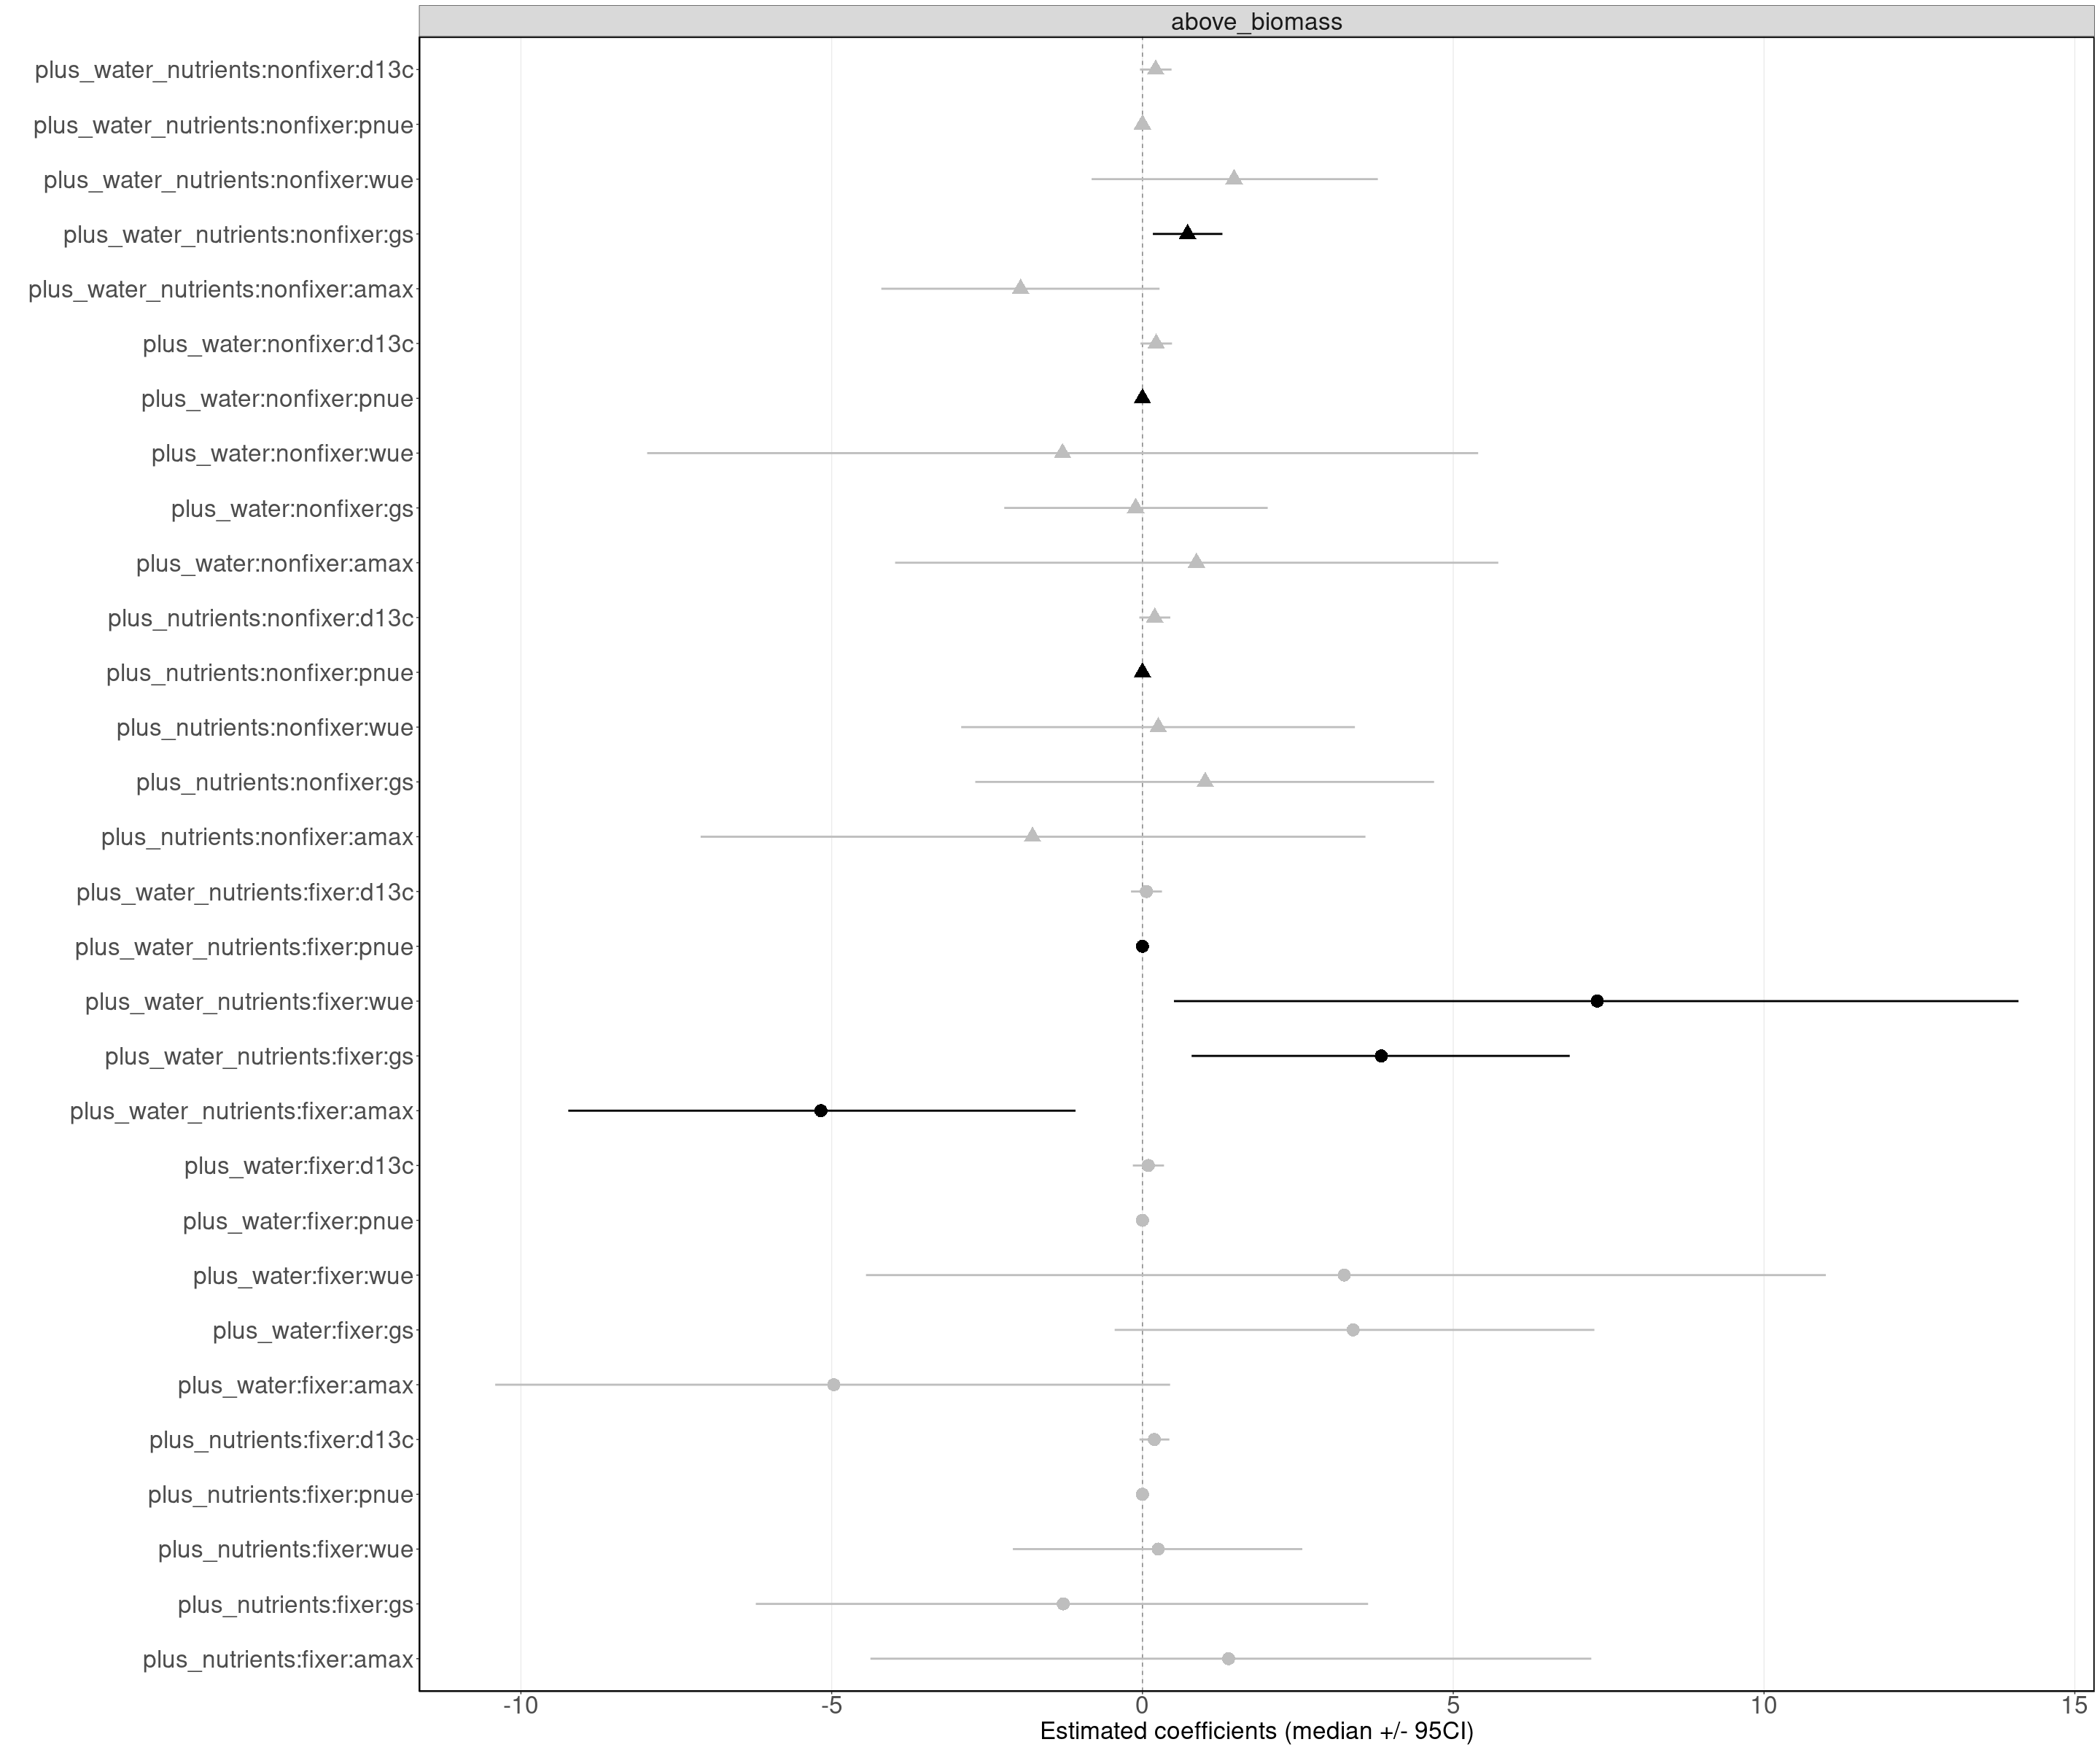 above_biomass
plus_water_nutrients:nonfixer:d13c
plus_water_nutrients:nonfixer:pnue
plus_water_nutrients:nonfixer:wue
plus_water_nutrients:nonfixer:gs
plus_water_nutrients:nonfixer:amax
plus_water:nonfixer:d13c
plus_water:nonfixer:pnue
plus_water:nonfixer:wue
plus_water:nonfixer:gs
plus_water:nonfixer:amax
plus_nutrients:nonfixer:d13c
plus_nutrients:nonfixer:pnue
plus_nutrients:nonfixer:wue
plus_nutrients:nonfixer:gs
plus_nutrients:nonfixer:amax
plus_water_nutrients:fixer:d13c
plus_water_nutrients:fixer:pnue
plus_water_nutrients:fixer:wue
plus_water_nutrients:fixer:gs
plus_water_nutrients:fixer:amax
plus_water:fixer:d13c
plus_water:fixer:pnue
plus_water:fixer:wue
plus_water:fixer:gs
plus_water:fixer:amax
plus_nutrients:fixer:d13c
plus_nutrients:fixer:pnue
plus_nutrients:fixer:wue
plus_nutrients:fixer:gs
plus_nutrients:fixer:amax
-10 -5 0 5 10 15
Estimated coefficients (median +/- 95CI)